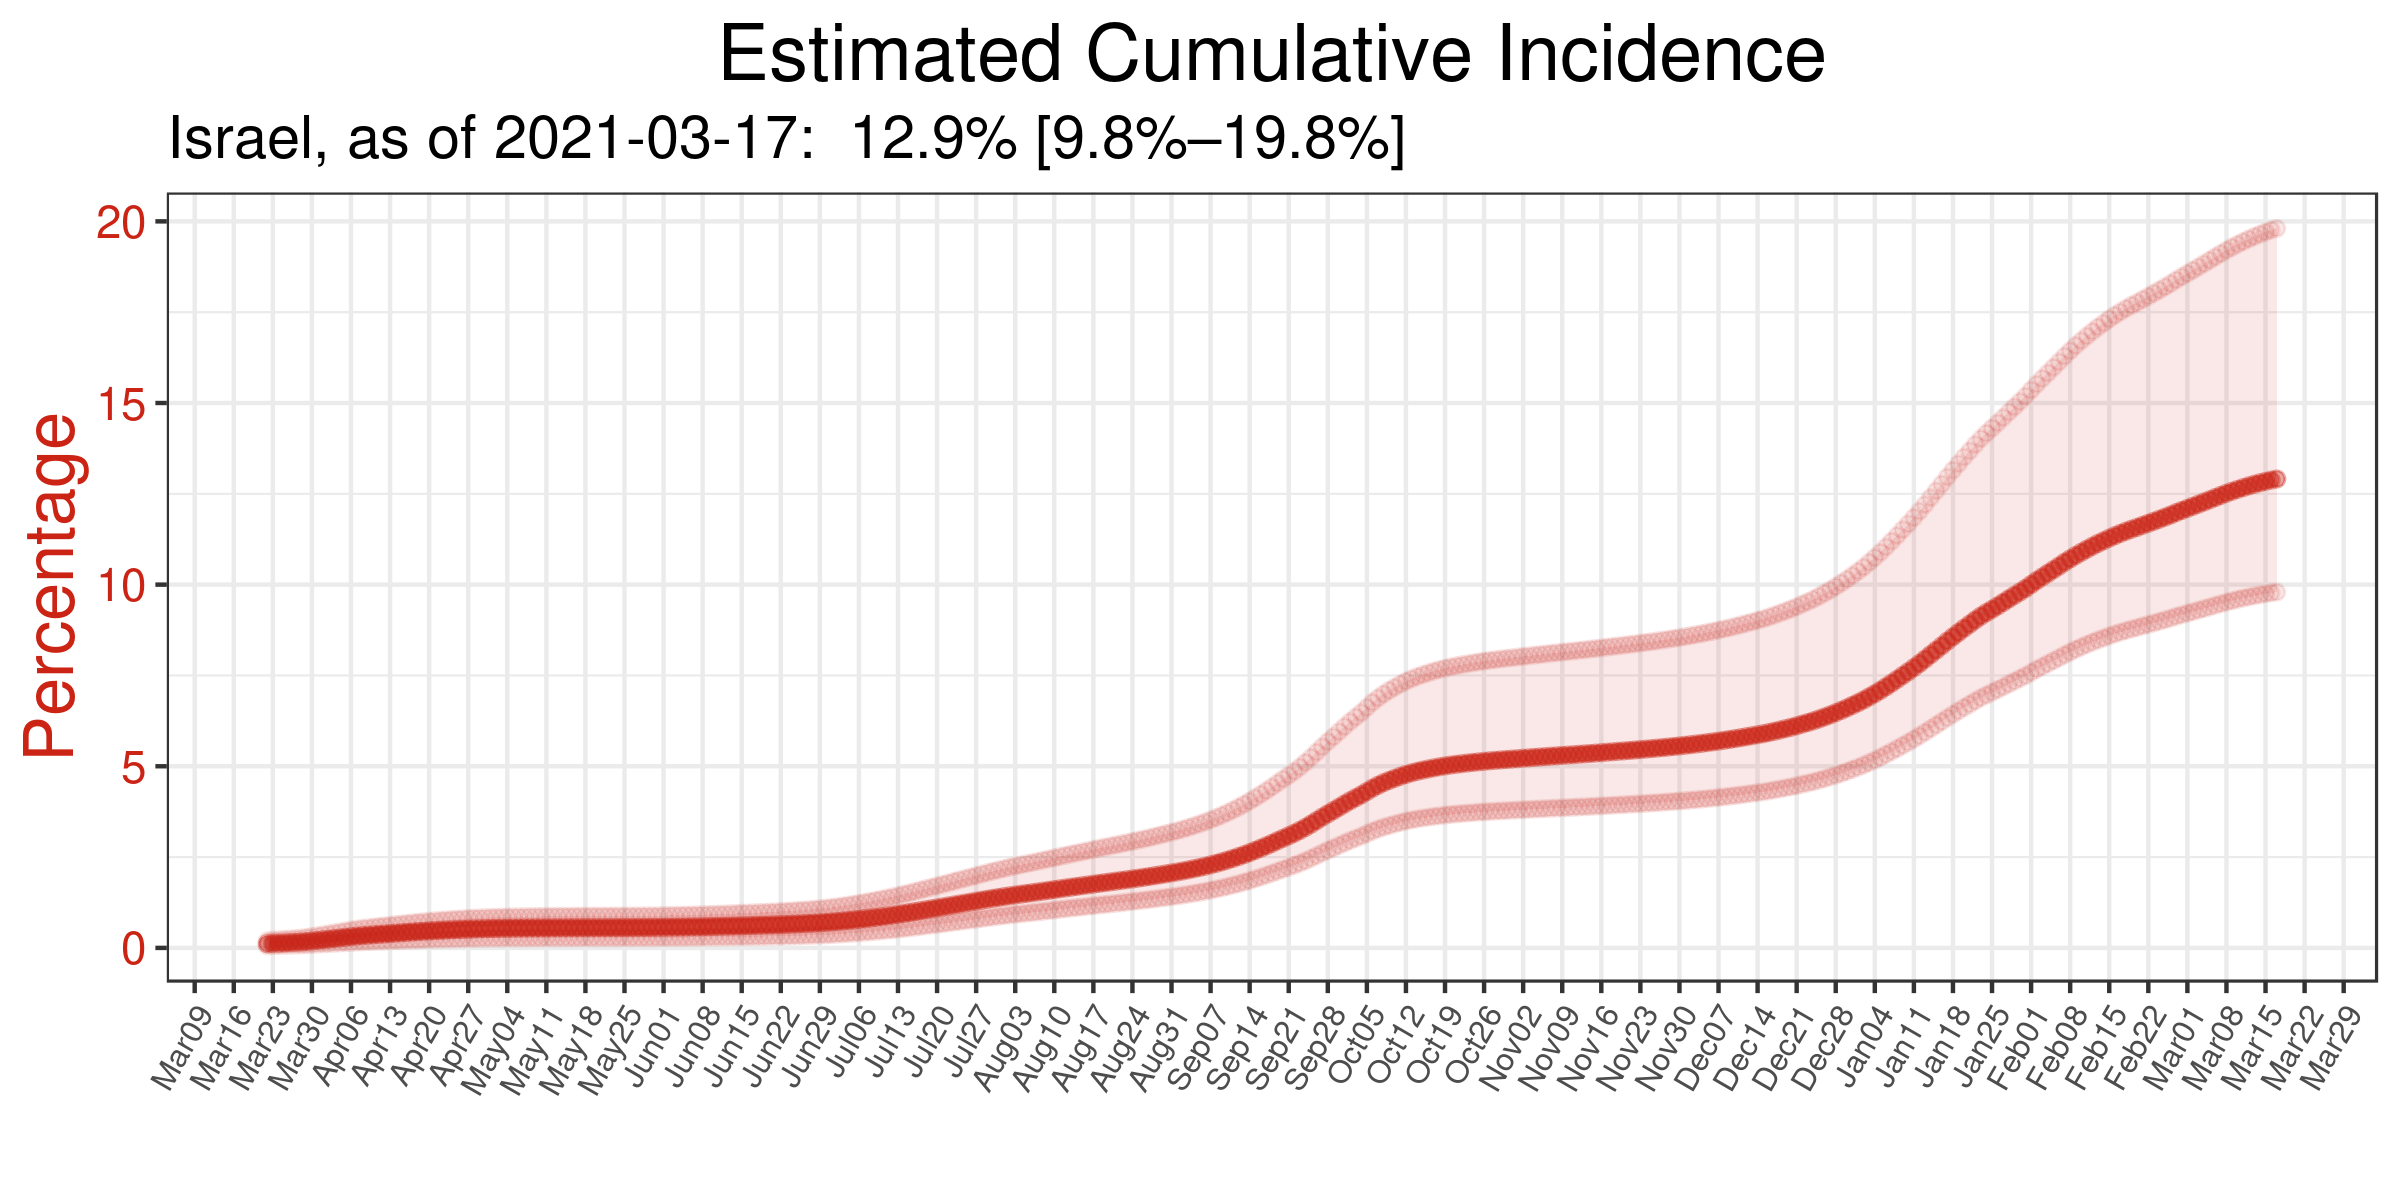 Estimated Cumulative Incidence
Israel, as of 2021-03-17:  12.9% [9.8%–19.8%]
Percentage
20
15
10
5
0
Mar09
Mar16
Mar23
Mar30
Apr06
Apr13
Apr20
Apr27
May04
May11
May18
May25
Jun01
Jun08
Jun15
Jun22
Jun29
Jul06
Jul13
Jul20
Jul27
Aug03
Aug10
Aug17
Aug24
Aug31
Sep07
Sep14
Sep21
Sep28
Oct05
Oct12
Oct19
Oct26
Nov02
Nov09
Nov16
Nov23
Nov30
Dec07
Dec14
Dec21
Dec28
Jan04
Jan11
Jan18
Jan25
Feb01
Feb08
Feb15
Feb22
Mar01
Mar08
Mar15
Mar22
Mar29